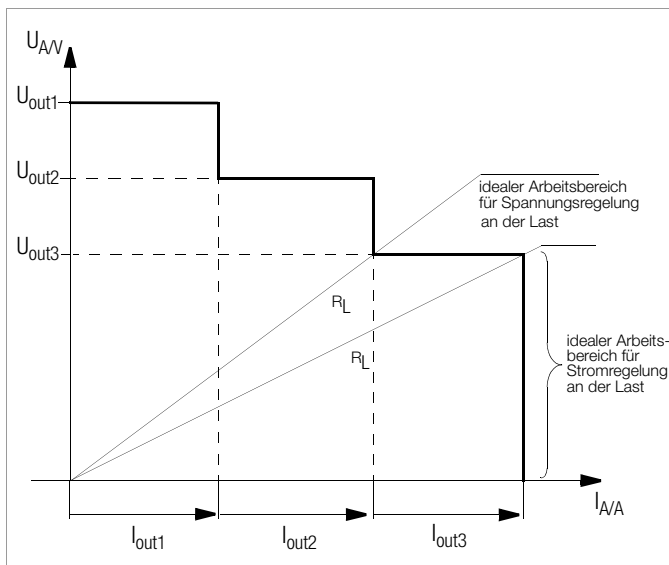 U_A/V
U_out1
U_out2
idealer Arbeitsbereich
für Spannungsregelung
an der Last
U_out3
R_L
R_L
idealer Arbeits-
bereich für
Stromregelung
an der Last
I_A/A
I_out1
I_out2
I_out3